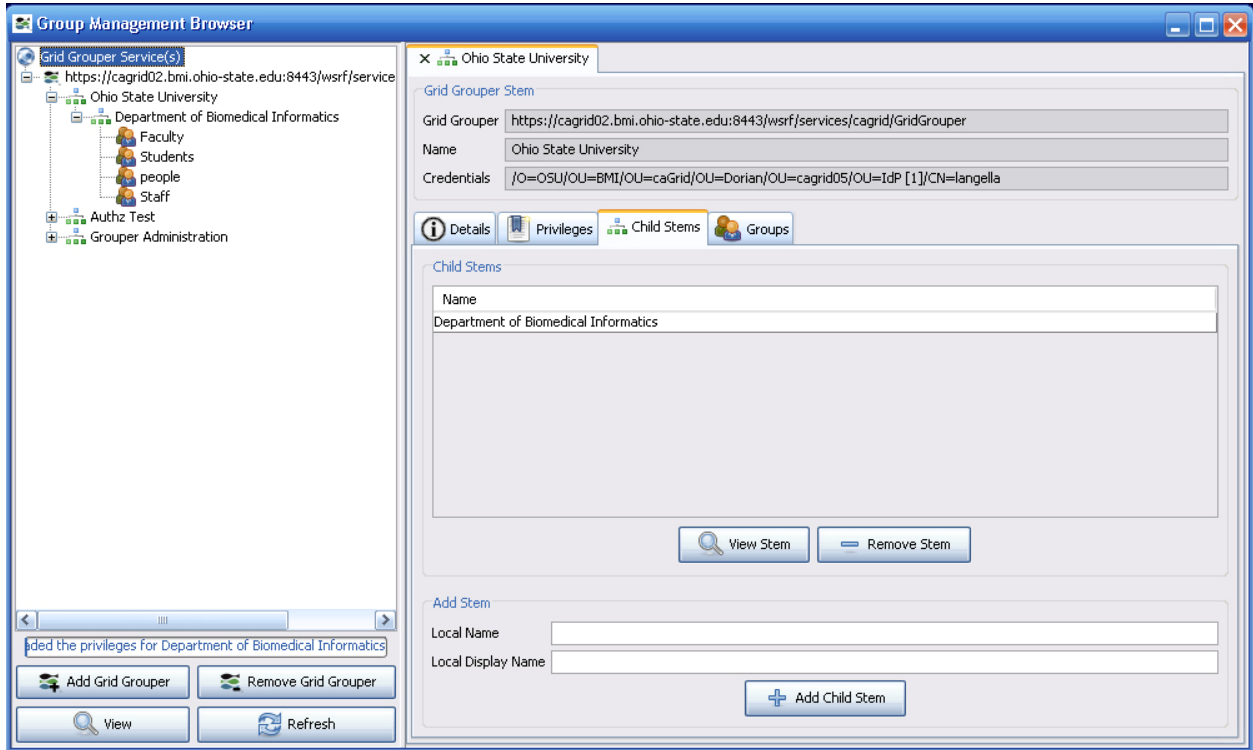 Group Management Browser
Grid Grouper Service(s)
https://cagrid02.bmi.ohio-state.edu:8443/wsrf/service
Ohio State University
Department of Biomedical Informatics
Faculty
Students
people
Staff
Authz Test
Grouper Administration
ded the privileges for Department of Biomedical Informatics
Add Grid Grouper
Remove Grid Grouper
View
Refresh
Ohio State University
Grid Grouper Stem
Grid Grouper https://cagrid02.bmi.ohio-state.edu:8443/wsrf/services/cagrid/GridGrouper
Name Ohio State University
Credentials /O=OSU/OU=BMI/OU=caGrid/OU=Dorian/OU=cagrid05/OU=IdP [1]/CN=langella
Details Privileges Child Stems Groups
Child Stems
Name
Department of Biomedical Informatics
View Stem Remove Stem
Add Stem
Local Name
Local Display Name
Add Child Stem